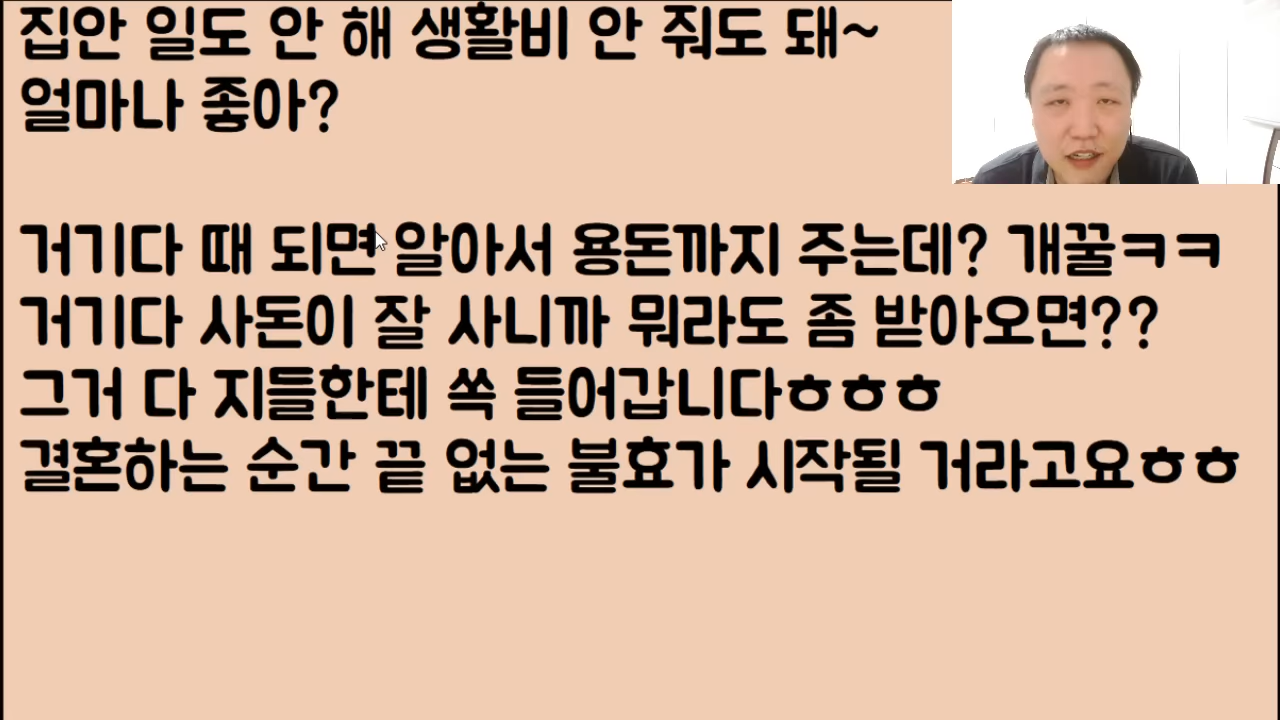 집안 일도 안 해 생활비 안 줘도 돼~
얼마나 좋아?
거기다 때 되면 알아서 용돈까지 주는데? 개꿀ㅋㅋ
거기다 사돈이 잘 사니까 뭐라도 좀 받아오면??
그거 다 지들한테 쏙 들어갑니다ㅎㅎㅎ
결혼하는 순간 끝 없는 불효가 시작될 거라고요ㅎㅎ